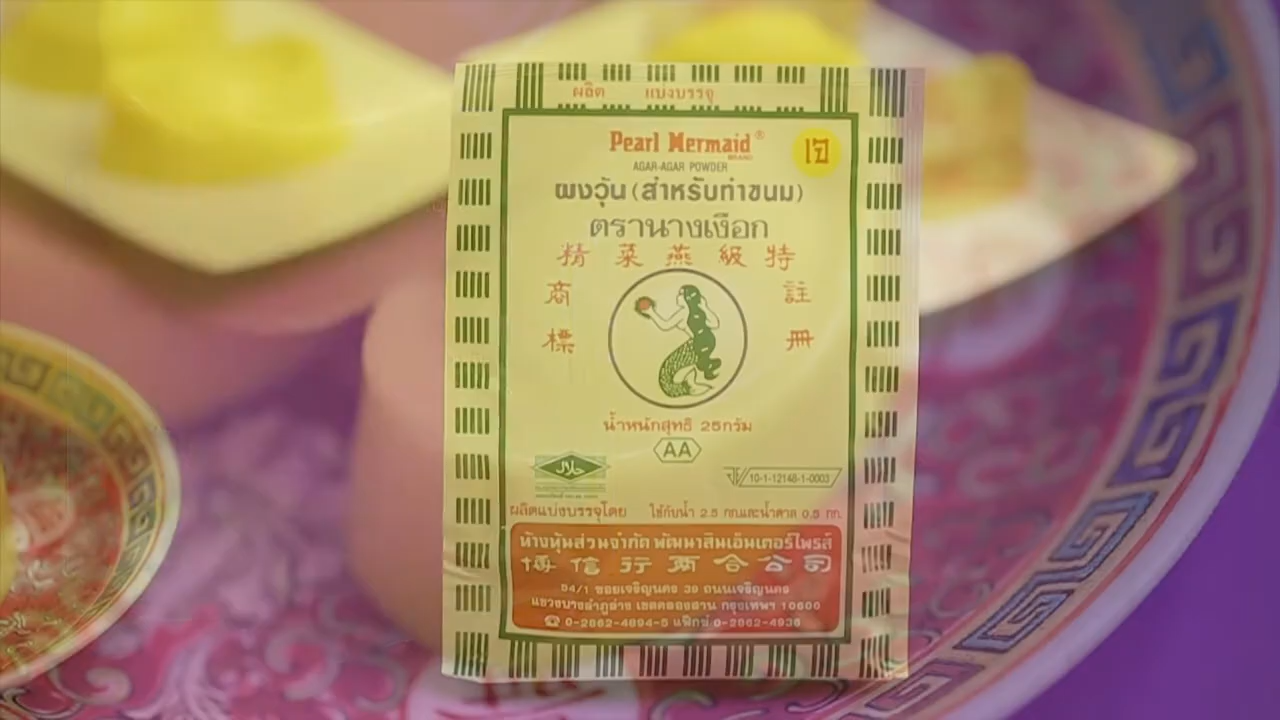 ผลิต แบ่งบรรจุ
Pearl Mermaid®
BRAND
เจ
AGAR-AGAR POWDER
ผงวุ้น (สำหรับทำขนม)
ตรานางเงือก
精 菜 燕 級 特
商 註
標 冊
น้ำหนักสุทธิ 25กรัม
AA
حلال
10-1-12148-1-0003
ผลิตแบ่งบรรจุโดย ใช้กับน้ำ 2.5 กก.และน้ำตาล 0.5 กก.
ห้างหุ้นส่วนจำกัด พัฒนาสินเอ็นเตอร์ไพรส์
博 信 行 兩 合 公 司
54/1 ซอยเจริญนคร 39 ถนนเจริญนคร
แขวงบางลำภูล่าง เขตคลองสาน กรุงเทพฯ 10600
☎ 0-2862-4894-5 แฟ็กซ์ 0-2862-4936